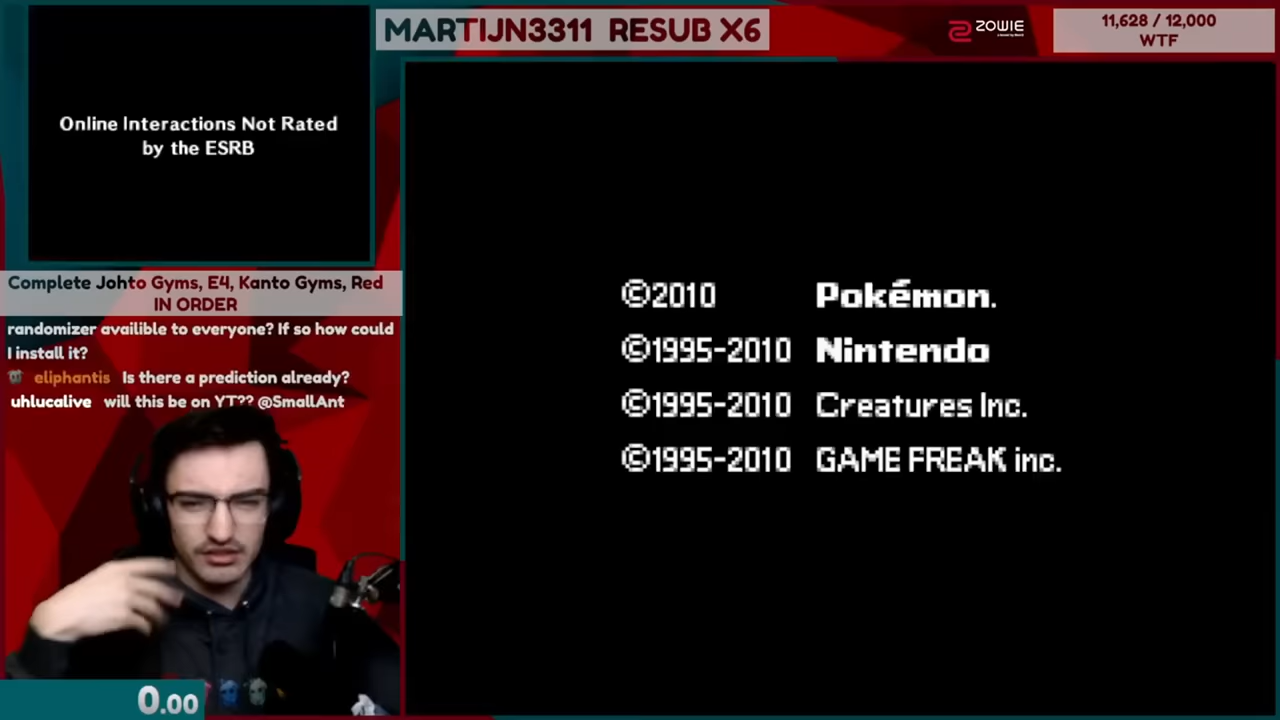 MARTIJN3311 RESUB X6
ZOWIE
11,628 / 12,000
WTF
Online Interactions Not Rated
by the ESRB
©2010 Pokémon.
©1995-2010 Nintendo
©1995-2010 Creatures Inc.
©1995-2010 GAME FREAK inc.
Complete Johto Gyms, E4, Kanto Gyms, Red
IN ORDER
randomizer availible to everyone? If so how could
I install it?
eliphantis Is there a prediction already?
uhlucalive will this be on YT?? @SmallAnt
0.00